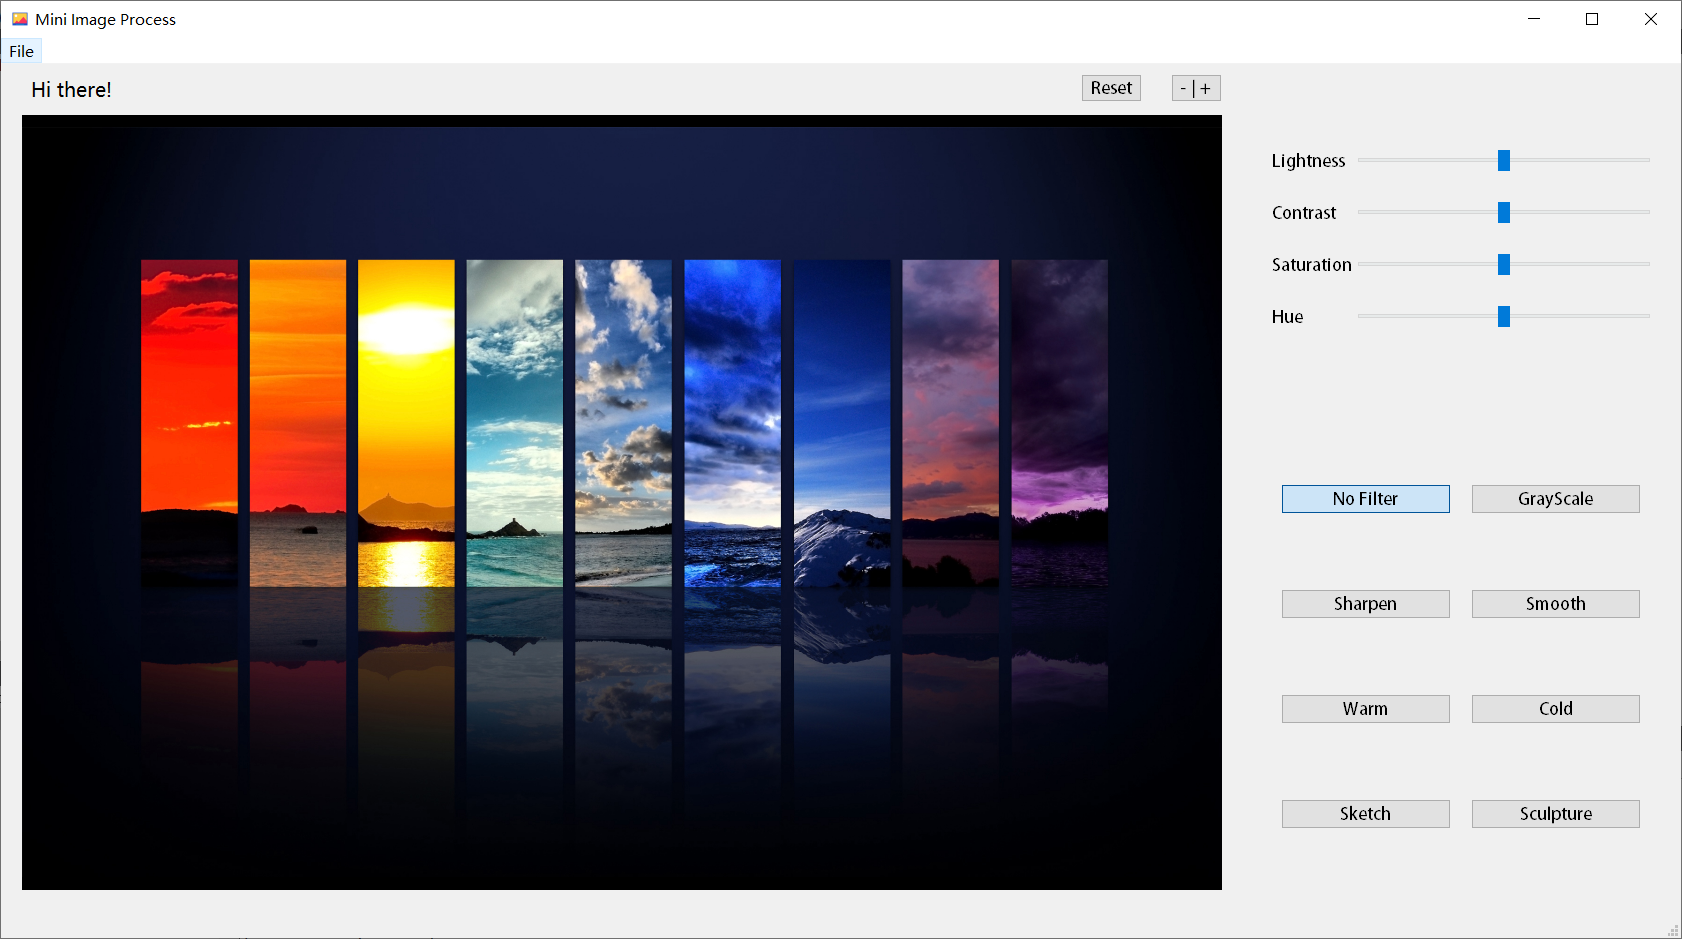 Mini Image Process
File
Hi there!
Reset
- | +
Lightness
Contrast
Saturation
Hue
No Filter
GrayScale
Sharpen
Smooth
Warm
Cold
Sketch
Sculpture